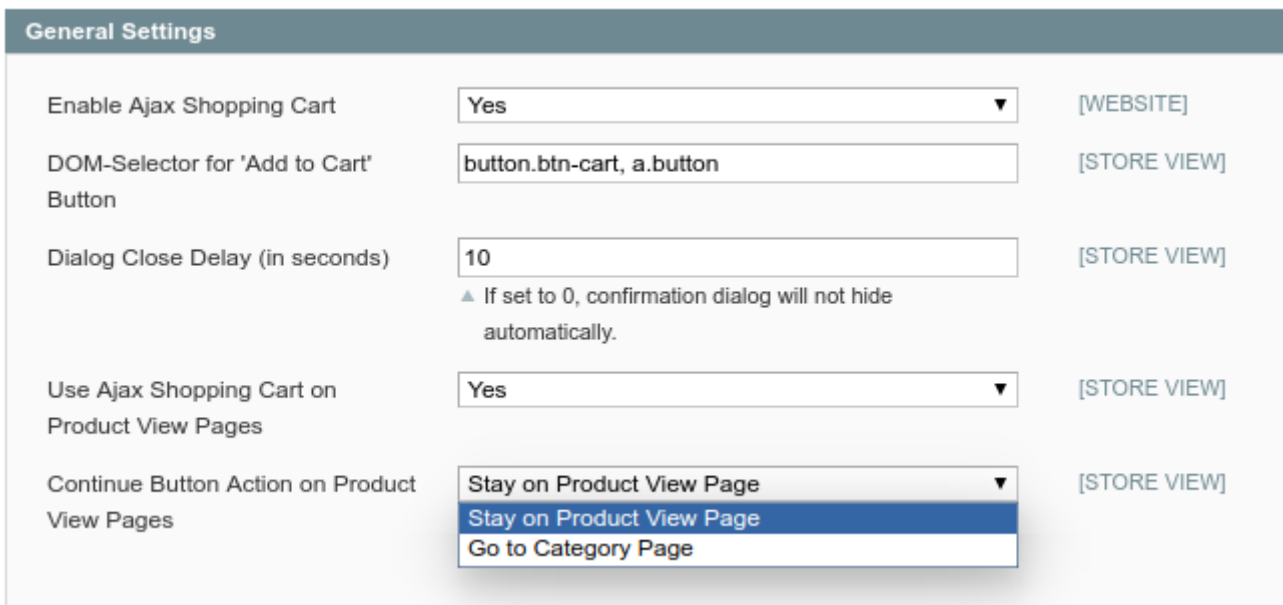 General Settings
Enable Ajax Shopping Cart Yes [WEBSITE]
DOM-Selector for 'Add to Cart' button.btn-cart, a.button [STORE VIEW]
Button
Dialog Close Delay (in seconds) 10 [STORE VIEW]
If set to 0, confirmation dialog will not hide
automatically.
Use Ajax Shopping Cart on Yes [STORE VIEW]
Product View Pages
Continue Button Action on Product Stay on Product View Page [STORE VIEW]
View Pages Stay on Product View Page
Go to Category Page